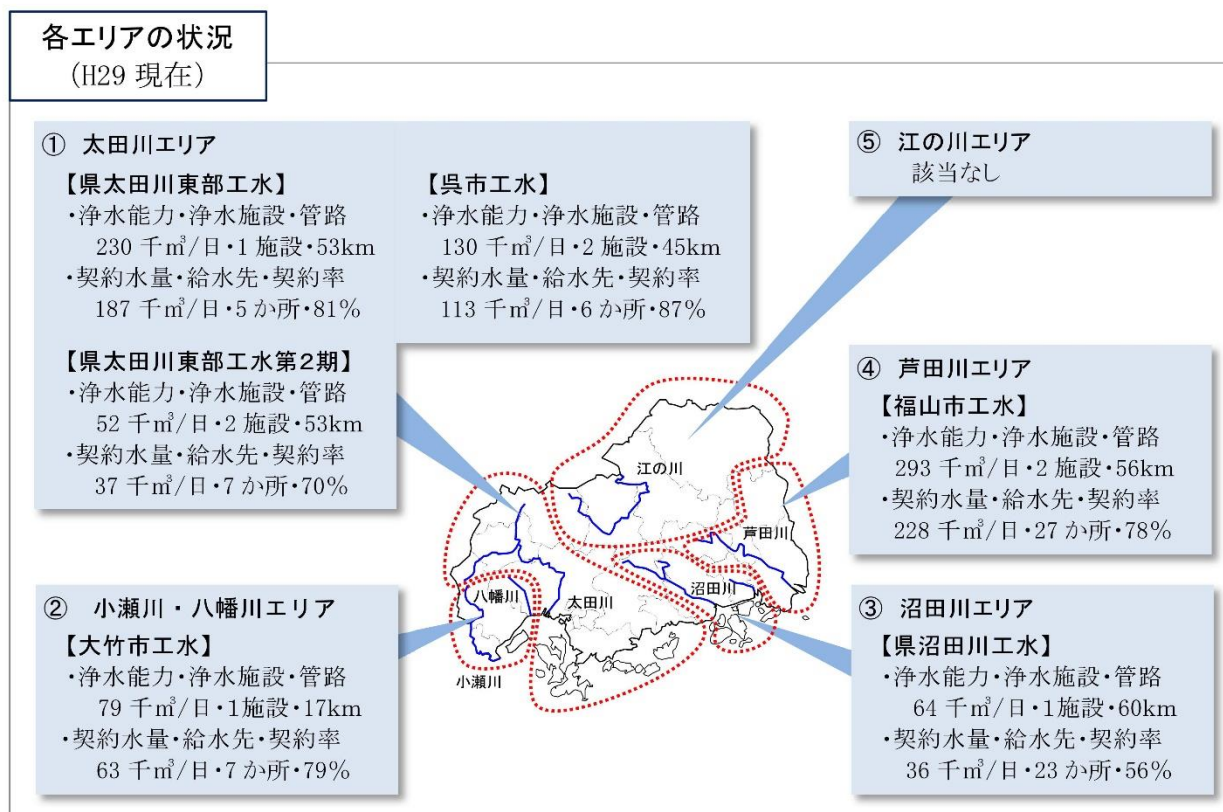 各エリアの状況
(H29 現在)
① 太田川エリア
【県太田川東部工水】
・浄水能力・浄水施設・管路
230 千㎥/日・1 施設・53km
・契約水量・給水先・契約率
187 千㎥/日・5 か所・81%
【県太田川東部工水第2期】
・浄水能力・浄水施設・管路
52 千㎥/日・2 施設・53km
・契約水量・給水先・契約率
37 千㎥/日・7 か所・70%
【呉市工水】
・浄水能力・浄水施設・管路
130 千㎥/日・2 施設・45km
・契約水量・給水先・契約率
113 千㎥/日・6 か所・87%
⑤ 江の川エリア
該当なし
④ 芦田川エリア
【福山市工水】
・浄水能力・浄水施設・管路
293 千㎥/日・2 施設・56km
・契約水量・給水先・契約率
228 千㎥/日・27 か所・78%
江の川
芦田川
沼田川
八幡川
太田川
小瀬川
② 小瀬川・八幡川エリア
【大竹市工水】
・浄水能力・浄水施設・管路
79 千㎥/日・1施設・17km
・契約水量・給水先・契約率
63 千㎥/日・7 か所・79%
③ 沼田川エリア
【県沼田川工水】
・浄水能力・浄水施設・管路
64 千㎥/日・1施設・60km
・契約水量・給水先・契約率
36 千㎥/日・23 か所・56%